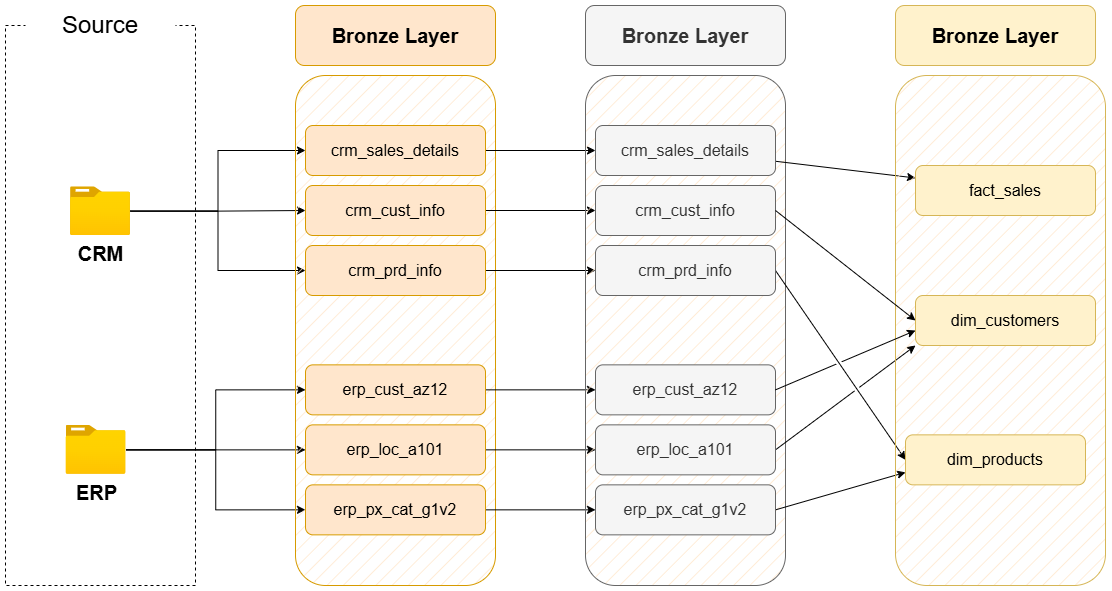 Source
Bronze Layer
Bronze Layer
Bronze Layer
CRM
ERP
crm_sales_details
crm_cust_info
crm_prd_info
erp_cust_az12
erp_loc_a101
erp_px_cat_g1v2
crm_sales_details
crm_cust_info
crm_prd_info
erp_cust_az12
erp_loc_a101
erp_px_cat_g1v2
fact_sales
dim_customers
dim_products